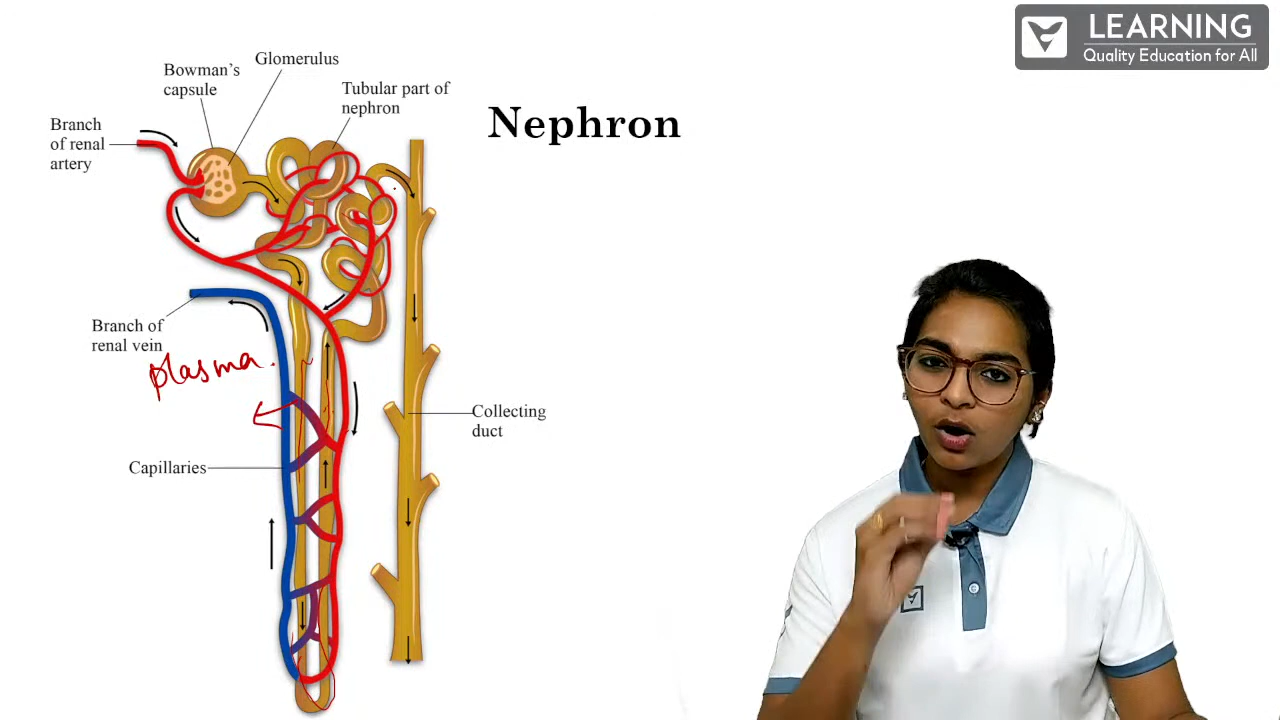 LEARNING
Quality Education for All
Glomerulus
Bowman's
capsule
Tubular part of
nephron
Nephron
Branch
of renal
artery
Branch of
renal vein
plasma.
Collecting
duct
Capillaries